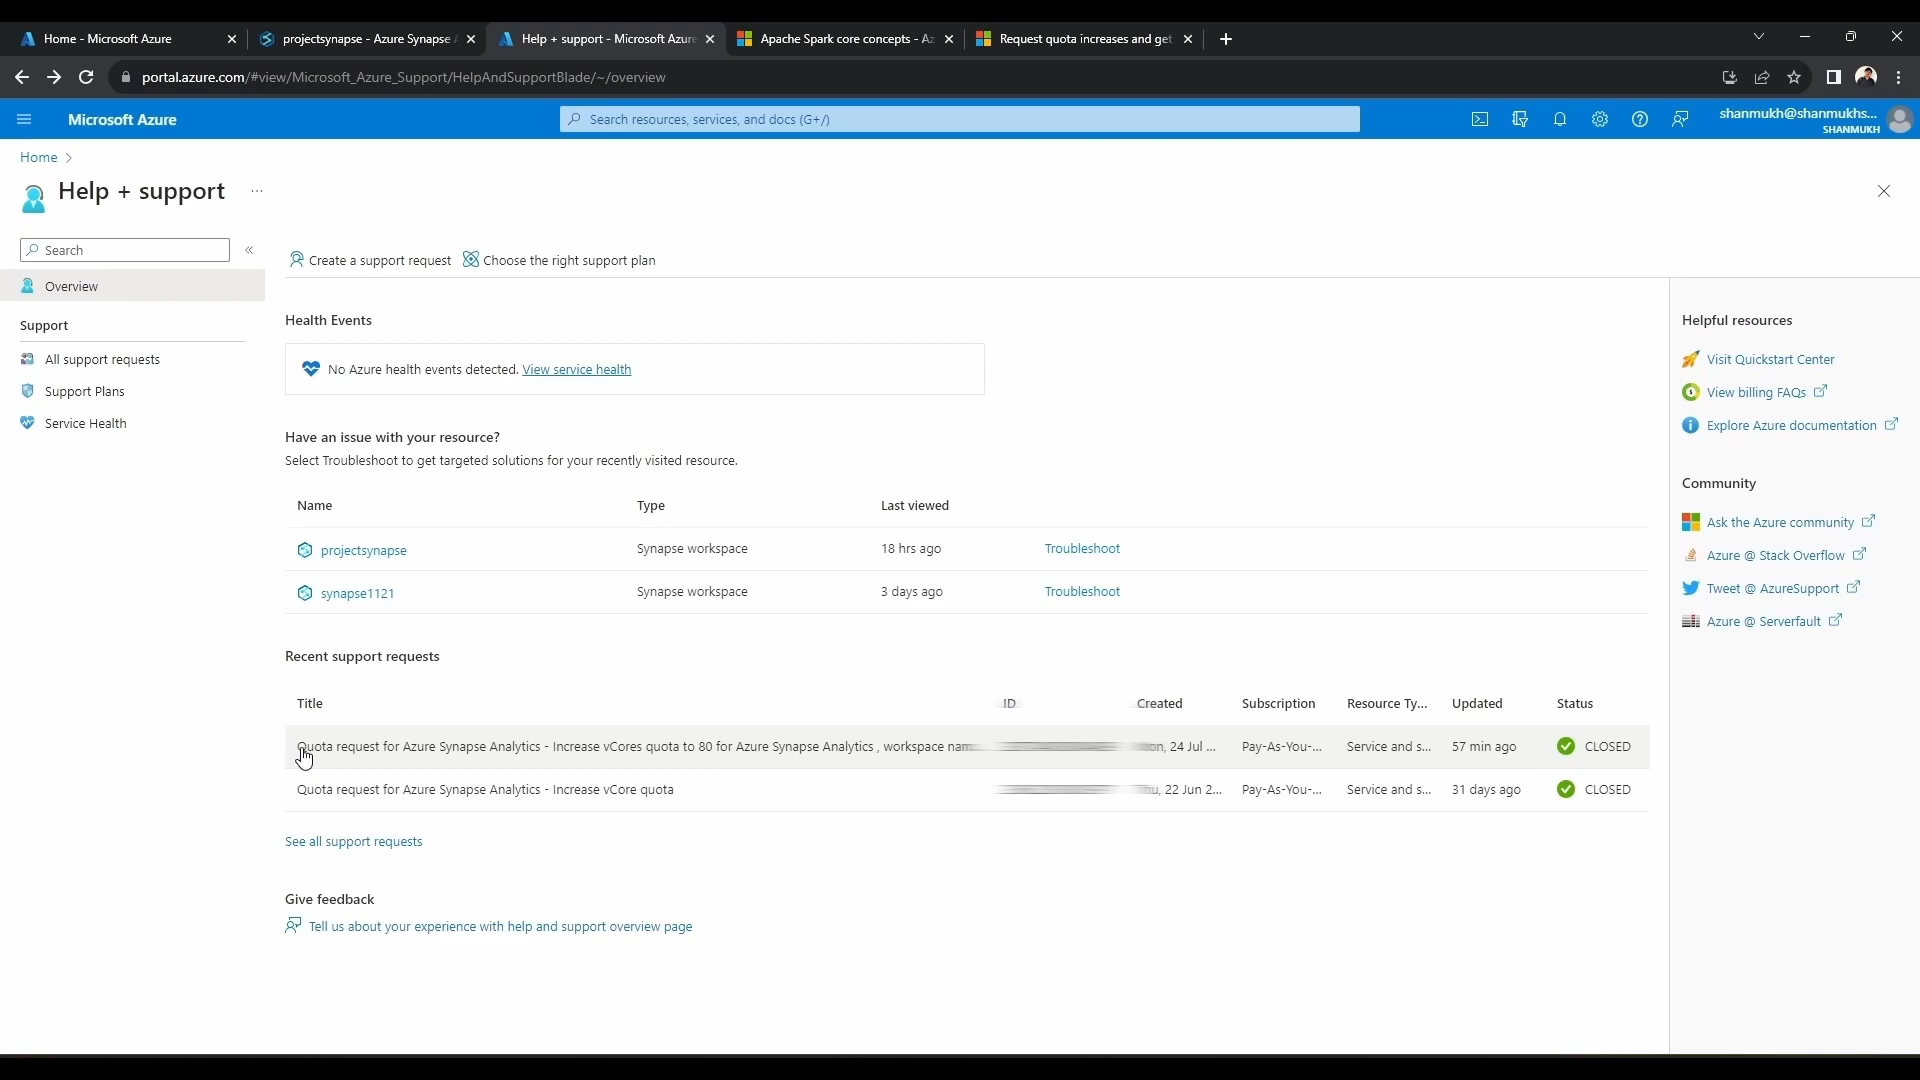 Home - Microsoft Azure
projectsynapse - Azure Synapse
Help + support - Microsoft Azure
Apache Spark core concepts - Az
Request quota increases and get
portal.azure.com/#view/Microsoft_Azure_Support/HelpAndSupportBlade/~/overview
Microsoft Azure
Search resources, services, and docs (G+/)
shanmukh@shanmukhs...
SHANMUKH
Home
Help + support
...
Search
Create a support request
Choose the right support plan
Overview
Support
All support requests
Support Plans
Service Health
Health Events
No Azure health events detected. View service health
Have an issue with your resource?
Select Troubleshoot to get targeted solutions for your recently visited resource.
Name Type Last viewed
projectsynapse Synapse workspace 18 hrs ago Troubleshoot
synapse1121 Synapse workspace 3 days ago Troubleshoot
Recent support requests
Title ID Created Subscription Resource Ty... Updated Status
Quota request for Azure Synapse Analytics - Increase vCores quota to 80 for Azure Synapse Analytics , workspace 24 Jul ... Pay-As-You-... Service and s... 57 min ago CLOSED
Quota request for Azure Synapse Analytics - Increase vCore quota 22 Jun 2... Pay-As-You-... Service and s... 31 days ago CLOSED
See all support requests
Give feedback
Tell us about your experience with help and support overview page
Helpful resources
Visit Quickstart Center
View billing FAQs
Explore Azure documentation
Community
Ask the Azure community
Azure @ Stack Overflow
Tweet @ AzureSupport
Azure @ Serverfault